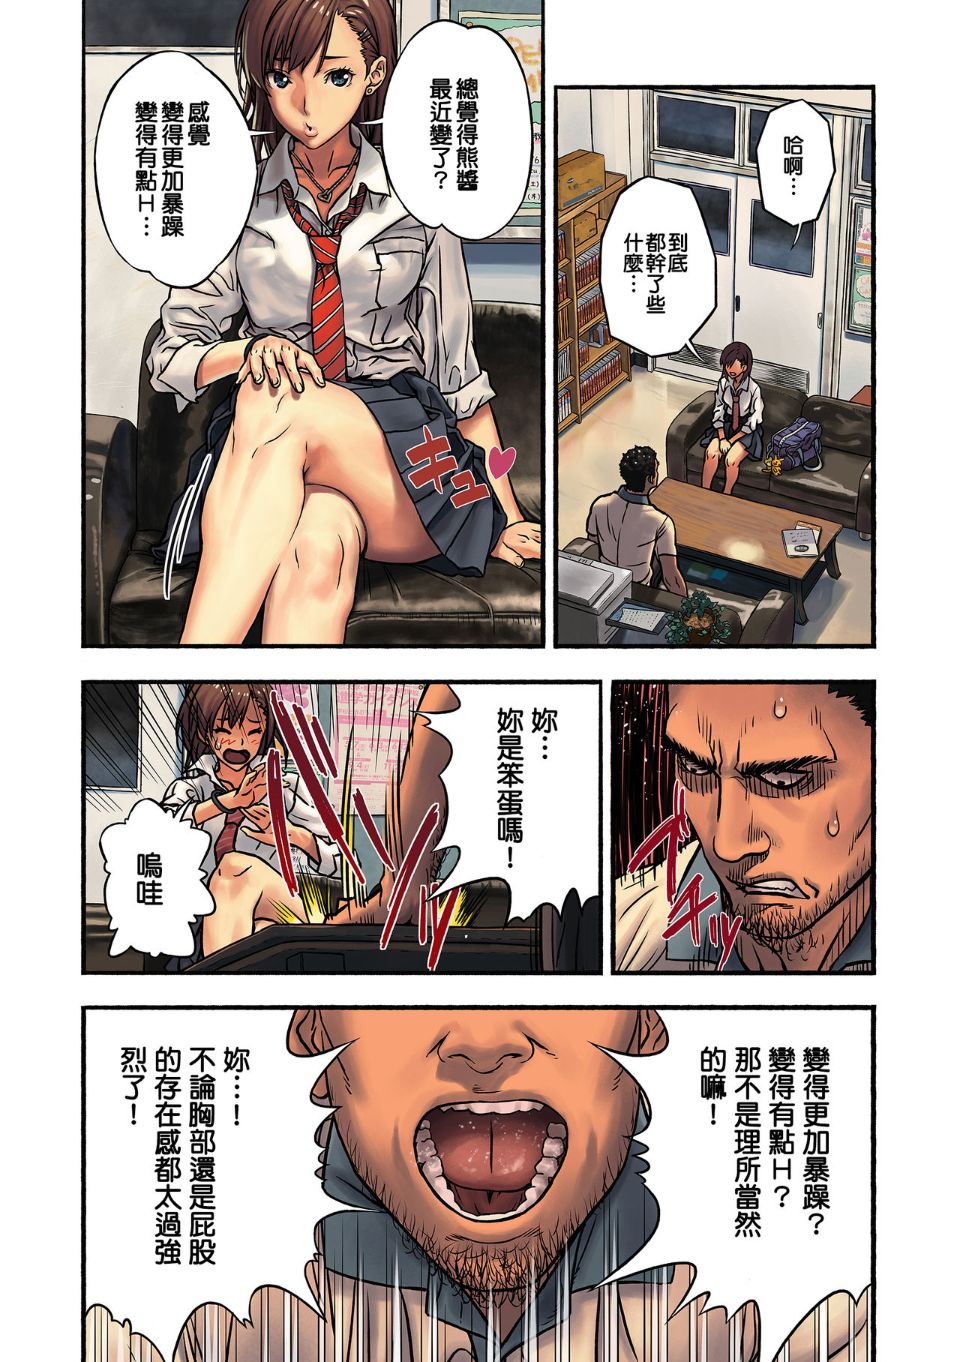 哈啊…
到底
都幹了些
什麼…
總覺得熊醬
最近變了？
感覺
變得更加暴躁
變得有點Ｈ…
キュ
ブチッ
妳…
妳是笨蛋嗎！
嗚哇
變得更加暴躁？
變得有點Ｈ？
那不是理所當然
的嘛！
妳…！
不論胸部還是屁股
的存在感都太過強
烈了！